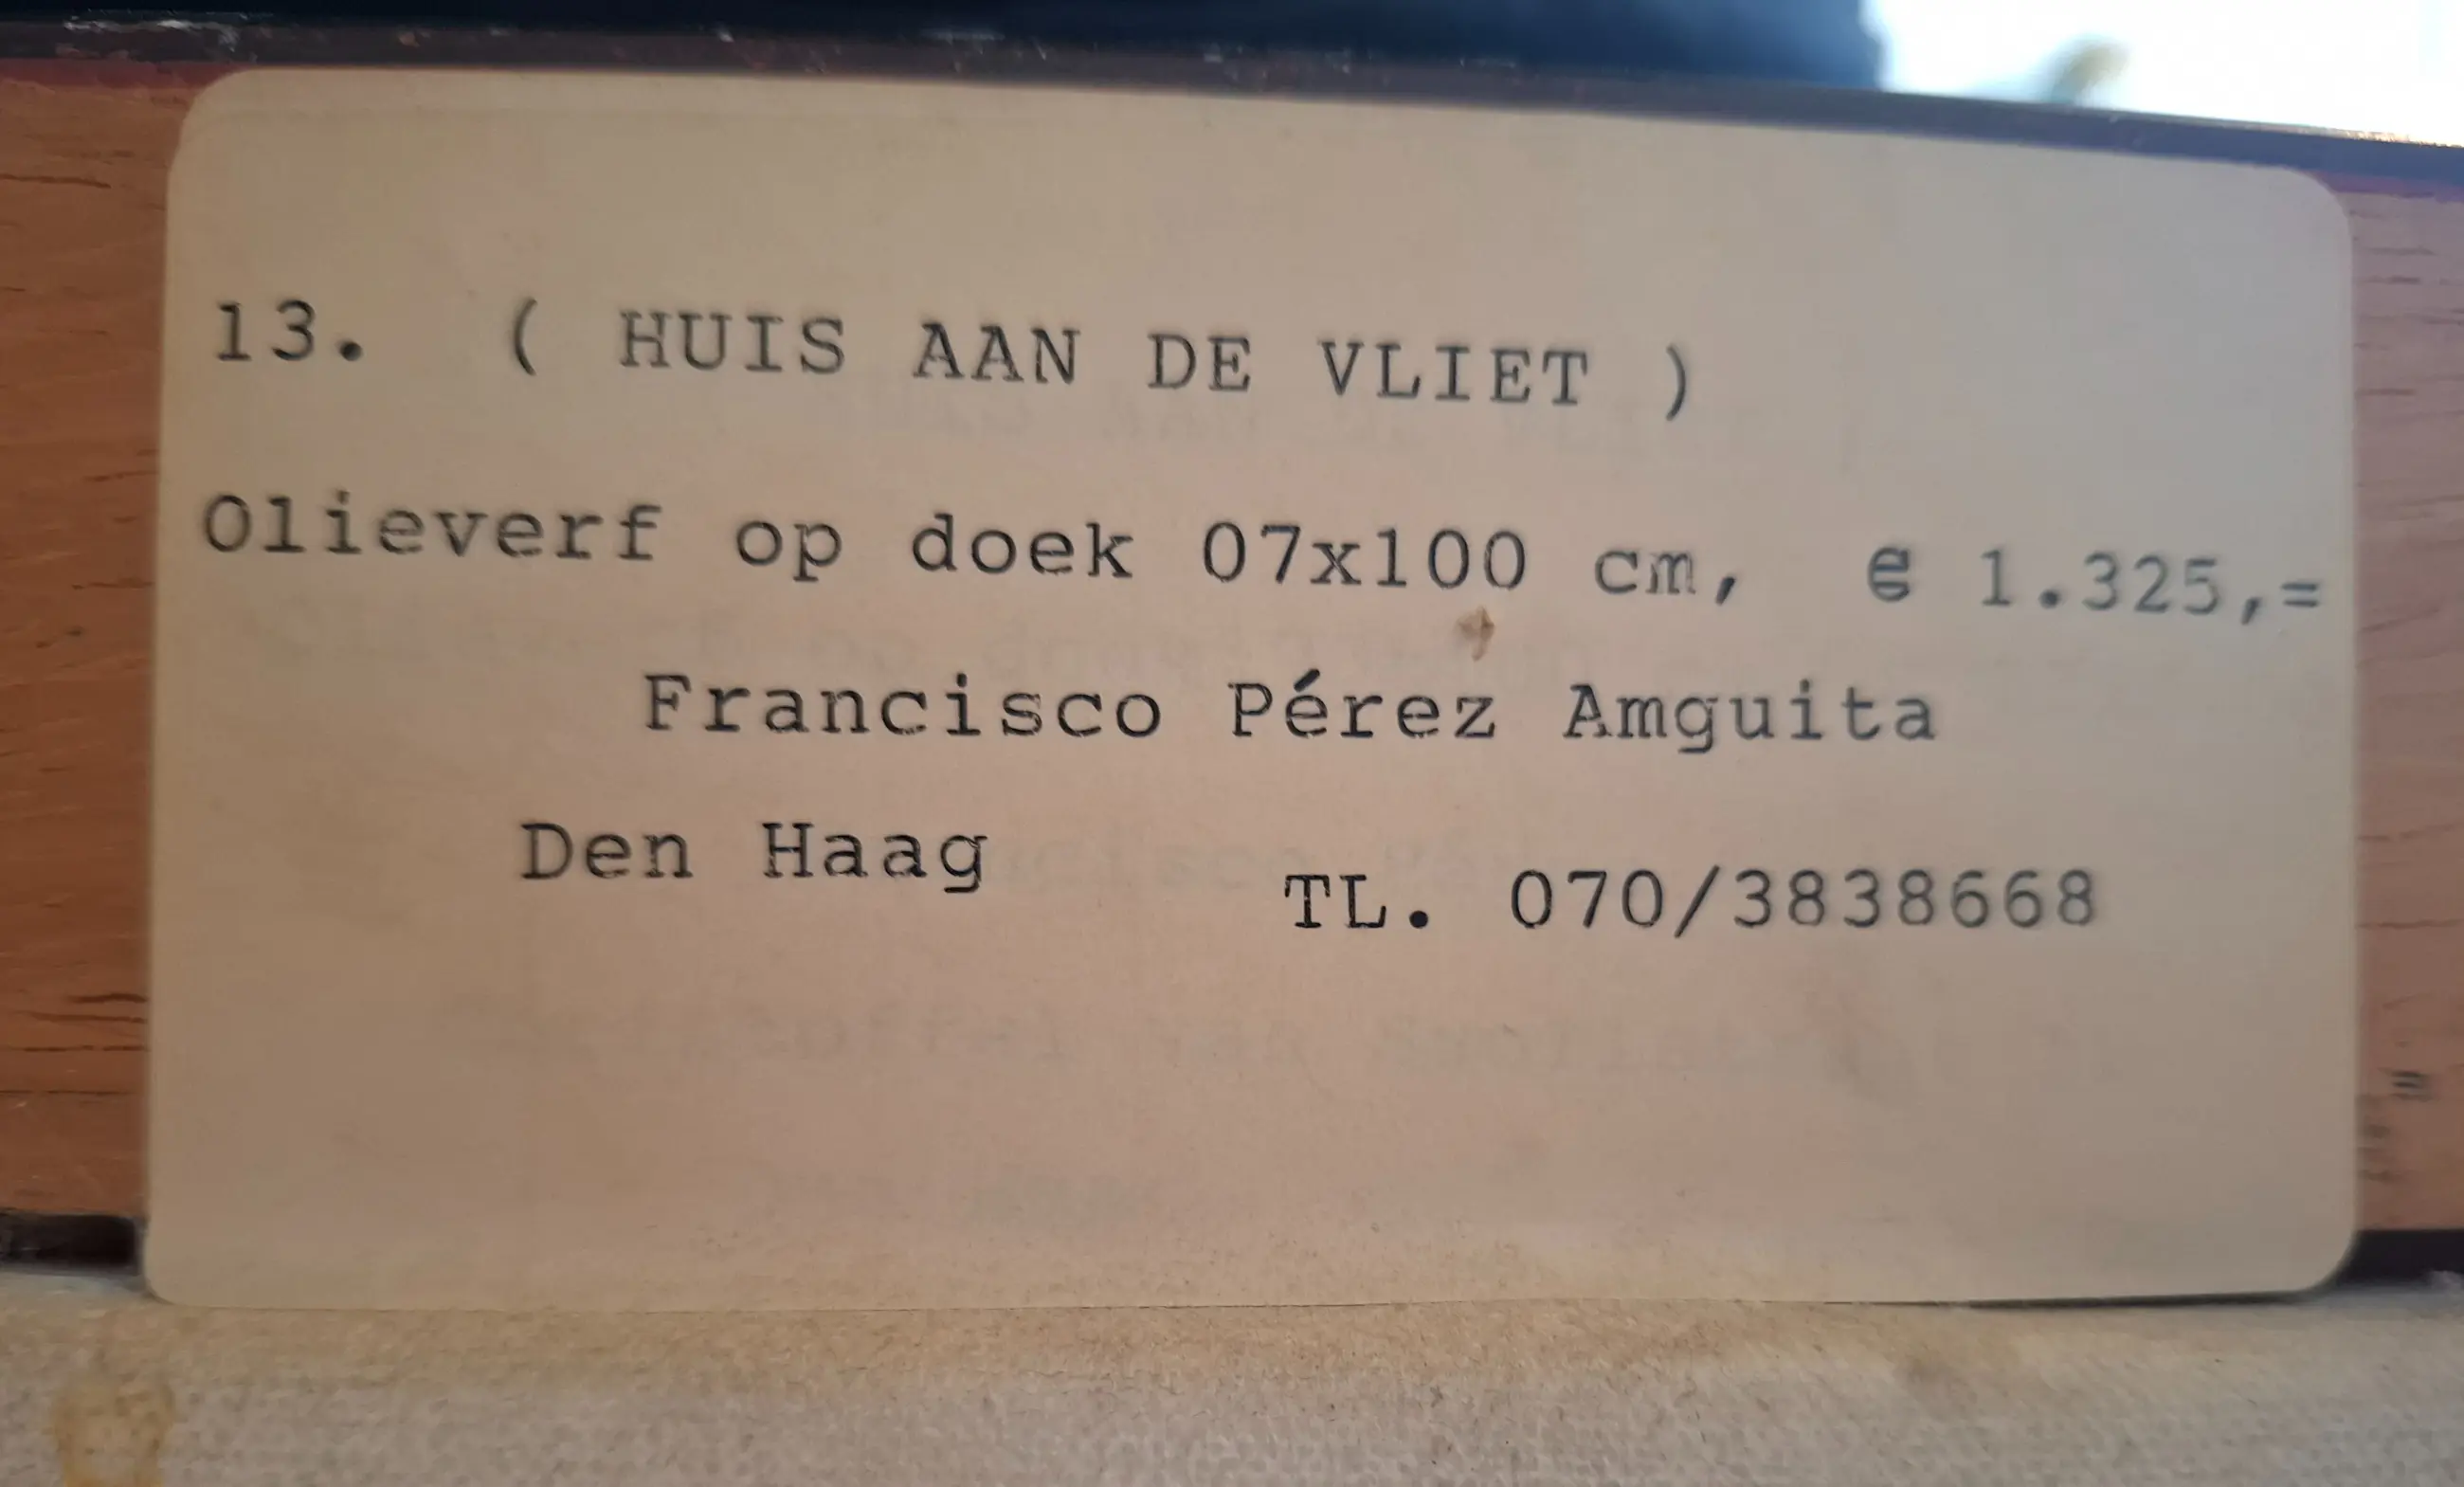 13. ( HUIS AAN DE VLIET )
Olieverf op doek 07x100 cm, € 1.325,=
Francisco Pérez Amguita
Den Haag TL. 070/3838668